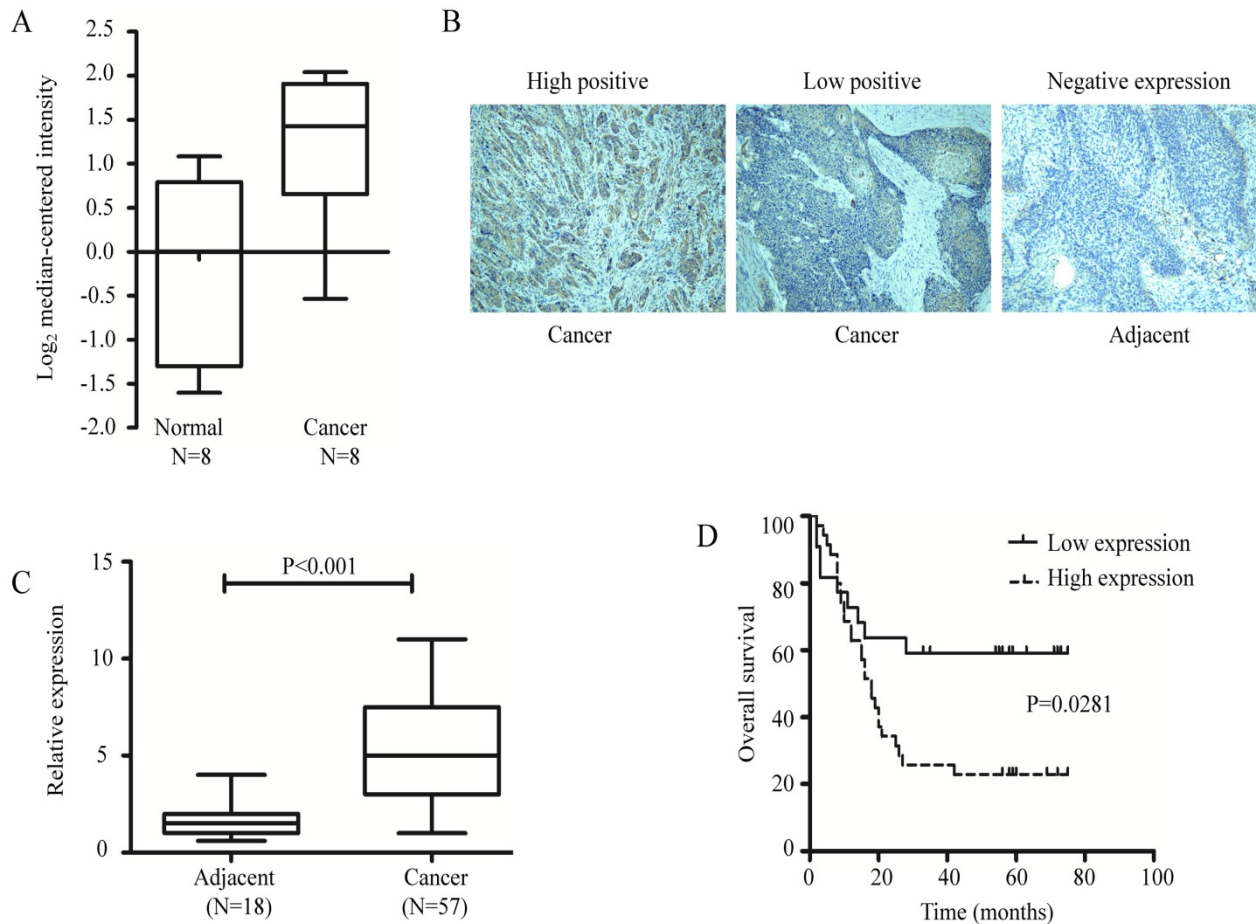 A
Log₂ median-centered intensity
2.5
2.0
1.5
1.0
0.5
0.0
-0.5
-1.0
-1.5
-2.0
Normal
N=8
Cancer
N=8
B
High positive
Low positive
Negative expression
Cancer
Cancer
Adjacent
C
Relative expression
15
10
5
0
P<0.001
Adjacent
(N=18)
Cancer
(N=57)
D
Overall survival
100
80
60
40
20
0
Low expression
High expression
P=0.0281
0 20 40 60 80 100
Time (months)